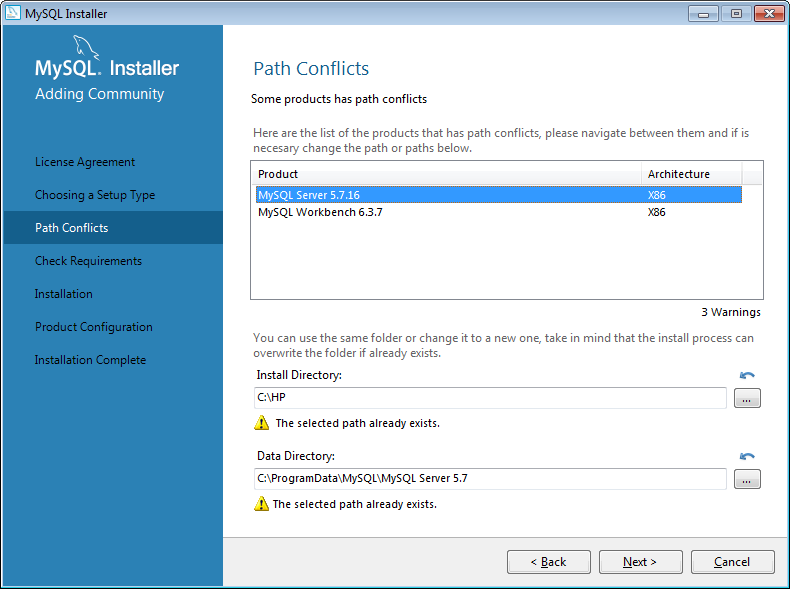 MySQL Installer
MySQL. Installer
Adding Community
License Agreement
Choosing a Setup Type
Path Conflicts
Check Requirements
Installation
Product Configuration
Installation Complete
Path Conflicts
Some products has path conflicts
Here are the list of the products that has path conflicts, please navigate between them and if is
necesary change the path or paths below.
Product Architecture
MySQL Server 5.7.16 X86
MySQL Workbench 6.3.7 X86
3 Warnings
You can use the same folder or change it to a new one, take in mind that the install process can
overwrite the folder if already exists.
Install Directory:
C:\HP
...
The selected path already exists.
Data Directory:
C:\ProgramData\MySQL\MySQL Server 5.7
...
The selected path already exists.
< Back Next > Cancel